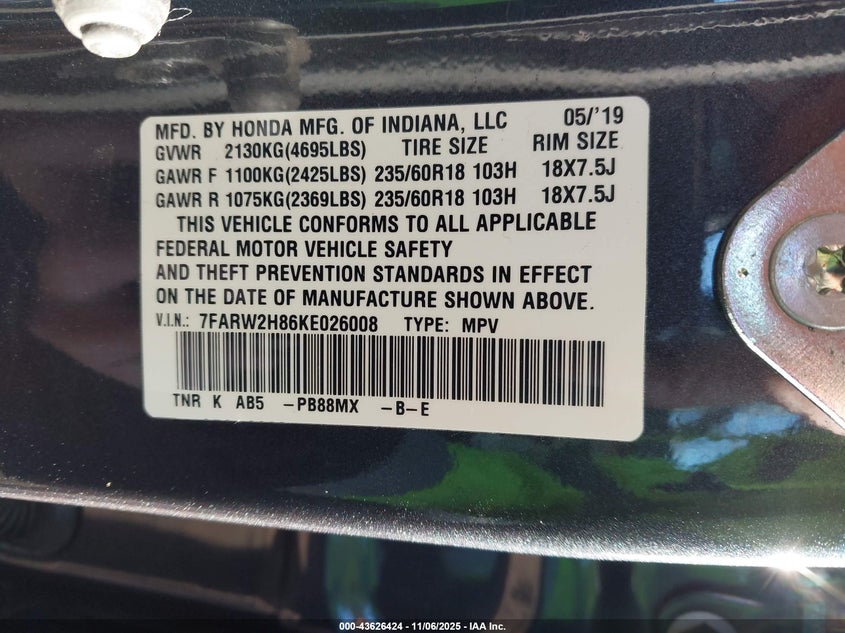 MFD. BY HONDA MFG. OF INDIANA, LLC 05/'19
GVWR 2130KG(4695LBS) TIRE SIZE RIM SIZE
GAWR F 1100KG(2425LBS) 235/60R18 103H 18X7.5J
GAWR R 1075KG(2369LBS) 235/60R18 103H 18X7.5J
THIS VEHICLE CONFORMS TO ALL APPLICABLE
FEDERAL MOTOR VEHICLE SAFETY
AND THEFT PREVENTION STANDARDS IN EFFECT
ON THE DATE OF MANUFACTURE SHOWN ABOVE.
V.I.N.: 7FARW2H86KE026008 TYPE: MPV
TNR K AB5 -PB88MX -B-E
000-43626424 - 11/06/2025 - IAA Inc.